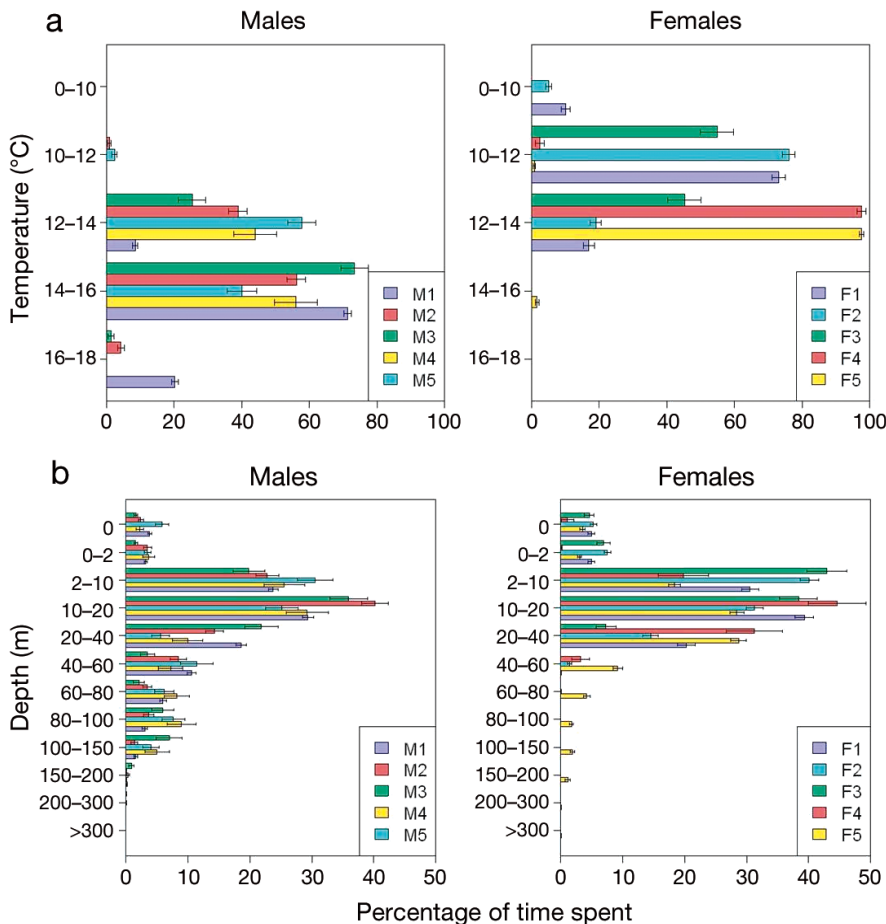 a
Males
Females
Temperature (°C)
0–10
10–12
12–14
14–16
16–18
M1
M2
M3
M4
M5
0 20 40 60 80 100
0–10
10–12
12–14
14–16
16–18
F1
F2
F3
F4
F5
0 20 40 60 80 100
b
Males
Females
Depth (m)
0
0–2
2–10
10–20
20–40
40–60
60–80
80–100
100–150
150–200
200–300
>300
M1
M2
M3
M4
M5
0 10 20 30 40 50
0
0–2
2–10
10–20
20–40
40–60
60–80
80–100
100–150
150–200
200–300
>300
F1
F2
F3
F4
F5
0 10 20 30 40 50
Percentage of time spent